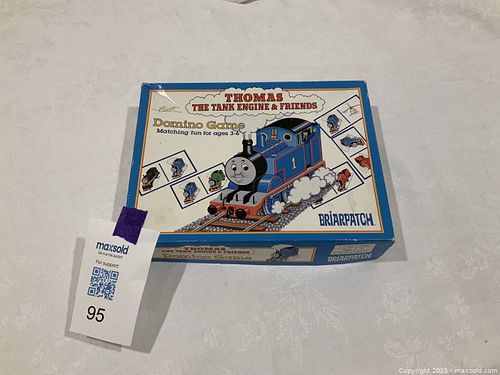 THOMAS
THE TANK ENGINE & FRIENDS
Domino Game
Matching fun for ages 3-6
1
BRIARPATCH
THOMAS
THE TANK ENGINE & FRIENDS
Domino Game
BRIARPATCH
maxsold
For support
95
Copyright 2025 - maxsold.com